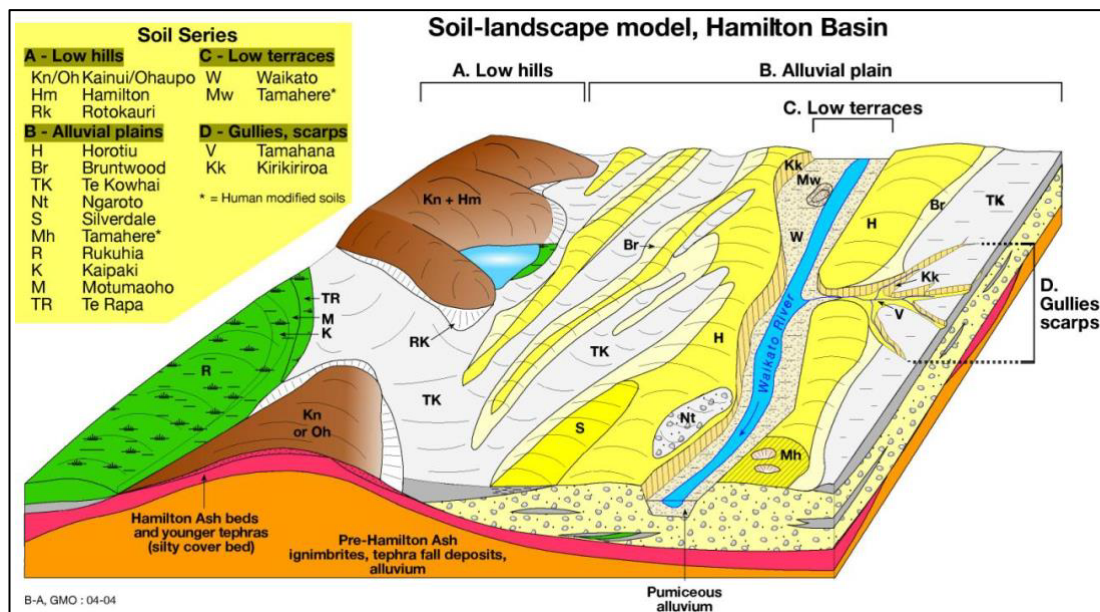 Soil-landscape model, Hamilton Basin
Soil Series
A - Low hills
Kn/Oh Kainui/Ohaupo
Hm Hamilton
Rk Rotokauri
B - Alluvial plains
H Horotiu
Br Bruntwood
TK Te Kowhai
Nt Ngaroto
S Silverdale
Mh Tamahere*
R Rukuhia
K Kaipaki
M Motumaoho
TR Te Rapa
C - Low terraces
W Waikato
Mw Tamahere*
D - Gullies, scarps
V Tamahana
Kk Kirikiriroa
* = Human modified soils
A. Low hills
B. Alluvial plain
C. Low terraces
Kn + Hm
Kk
Mw
Br
TK
H
Br
W
Kk
D.
Gullies
scarps
V
TR
M
K
RK
TK
H
Waikato River
R
TK
Kn
or Oh
S
Nt
Mh
Hamilton Ash beds
and younger tephras
(silty cover bed)
Pre-Hamilton Ash
ignimbrites, tephra fall deposits,
alluvium
Pumiceous
alluvium
B-A, GMO : 04-04